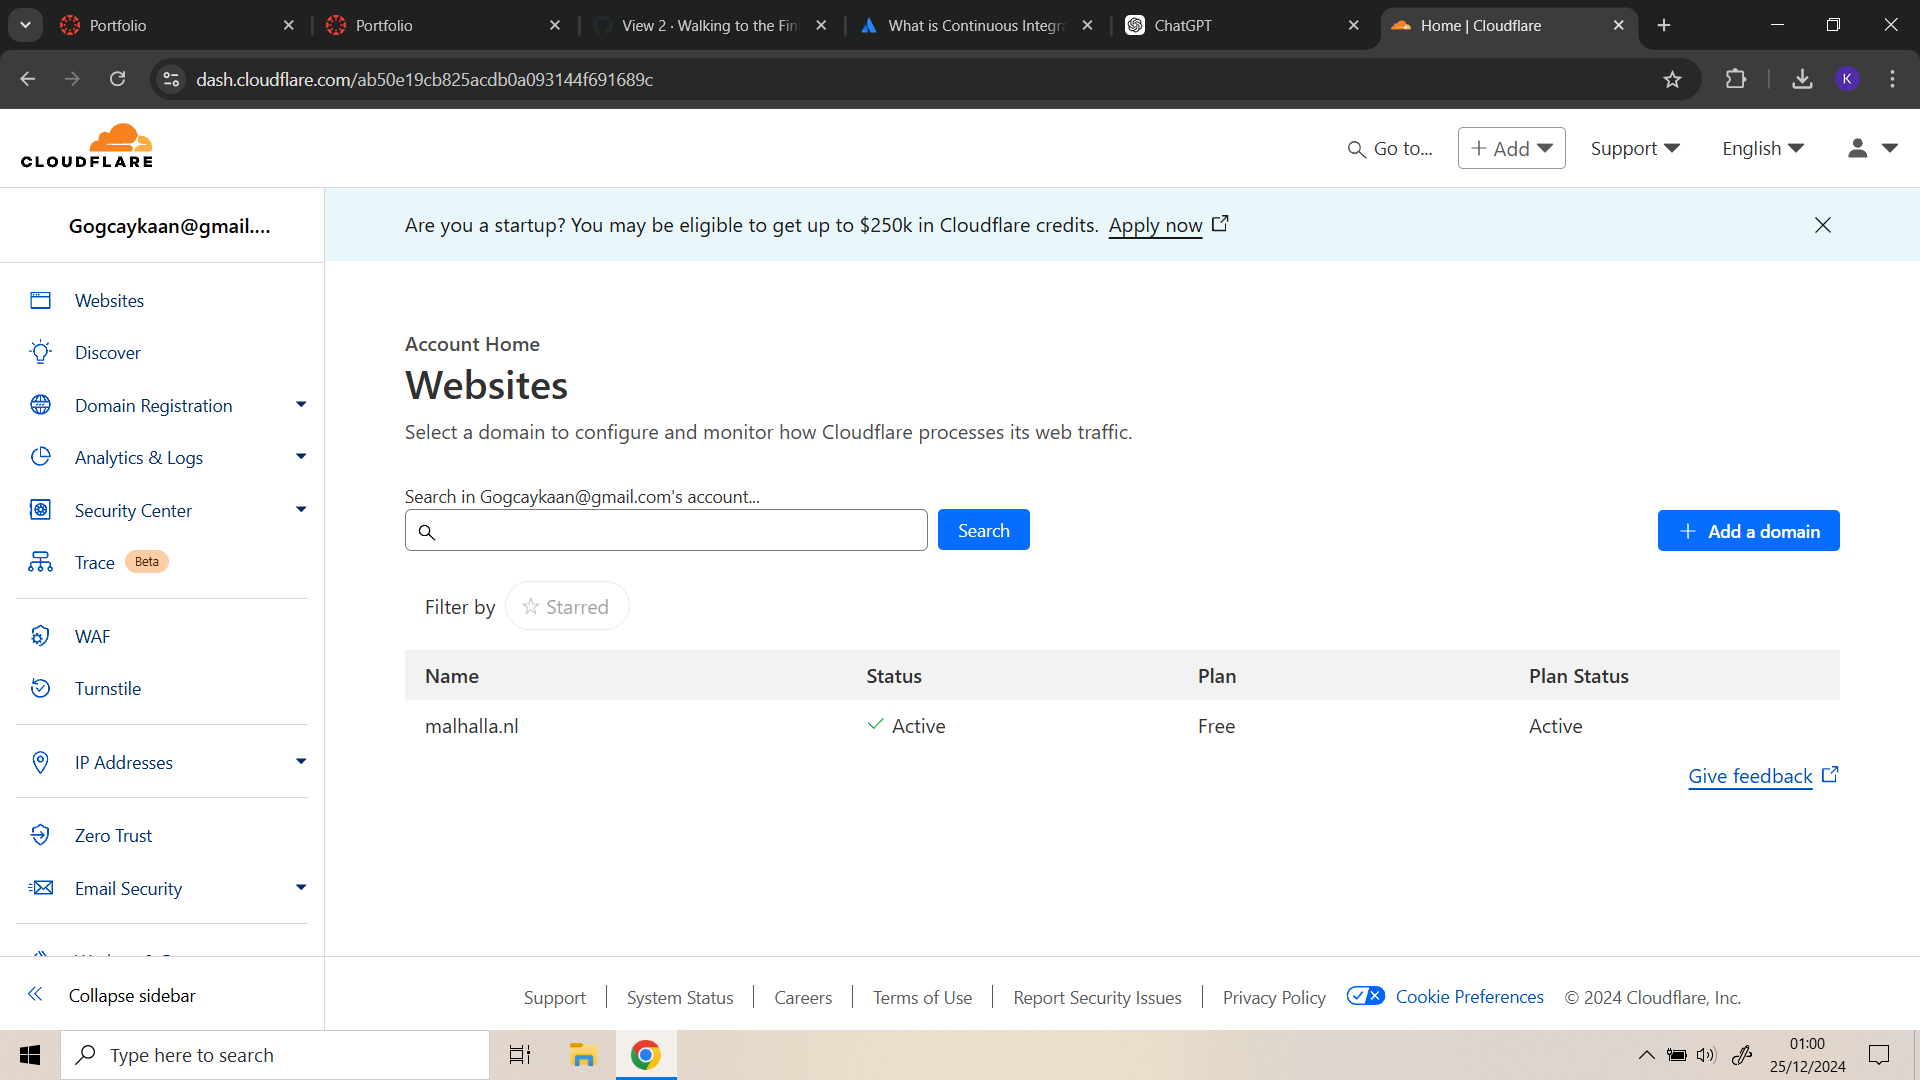 Portfolio
Portfolio
View 2 · Walking to the Fin
What is Continuous Integra
ChatGPT
Home | Cloudflare
dash.cloudflare.com/ab50e19cb825acdb0a093144f691689c
K
CLOUDFLARE
Go to...
Add
Support
English
Gogcaykaan@gmail....
Are you a startup? You may be eligible to get up to $250k in Cloudflare credits. Apply now
Websites
Discover
Domain Registration
Analytics & Logs
Security Center
Trace Beta
WAF
Turnstile
IP Addresses
Zero Trust
Email Security
Collapse sidebar
Account Home
Websites
Select a domain to configure and monitor how Cloudflare processes its web traffic.
Search in Gogcaykaan@gmail.com's account...
Search
Add a domain
Filter by Starred
Name Status Plan Plan Status
malhalla.nl Active Free Active
Give feedback
Support System Status Careers Terms of Use Report Security Issues Privacy Policy Cookie Preferences © 2024 Cloudflare, Inc.
Type here to search
01:00
25/12/2024